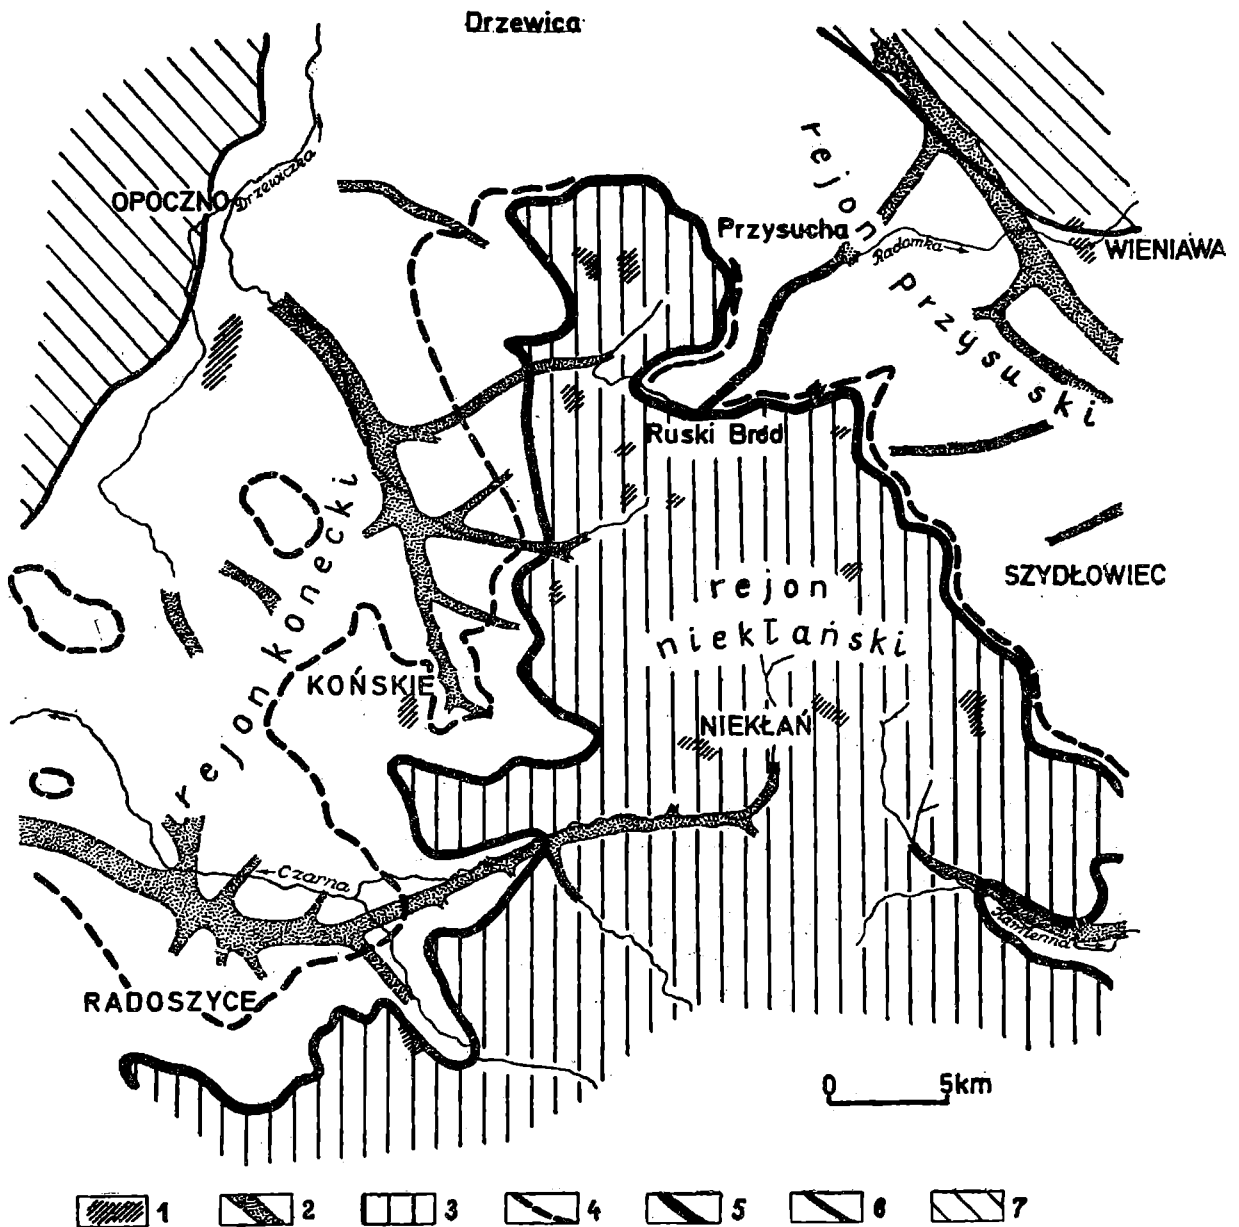 Drzewica
OPOCZNO
Drzewiczka
rejon przysuski
Przysucha
Radomka
WIENIAWA
Ruski Bród
rejon konecki
SZYDŁOWIEC
rejon
niekłański
KOŃSKIE
NIEKŁAŃ
Czarna
Kamienna
RADOSZYCE
0 5km
1 2 3 4 5 6 7